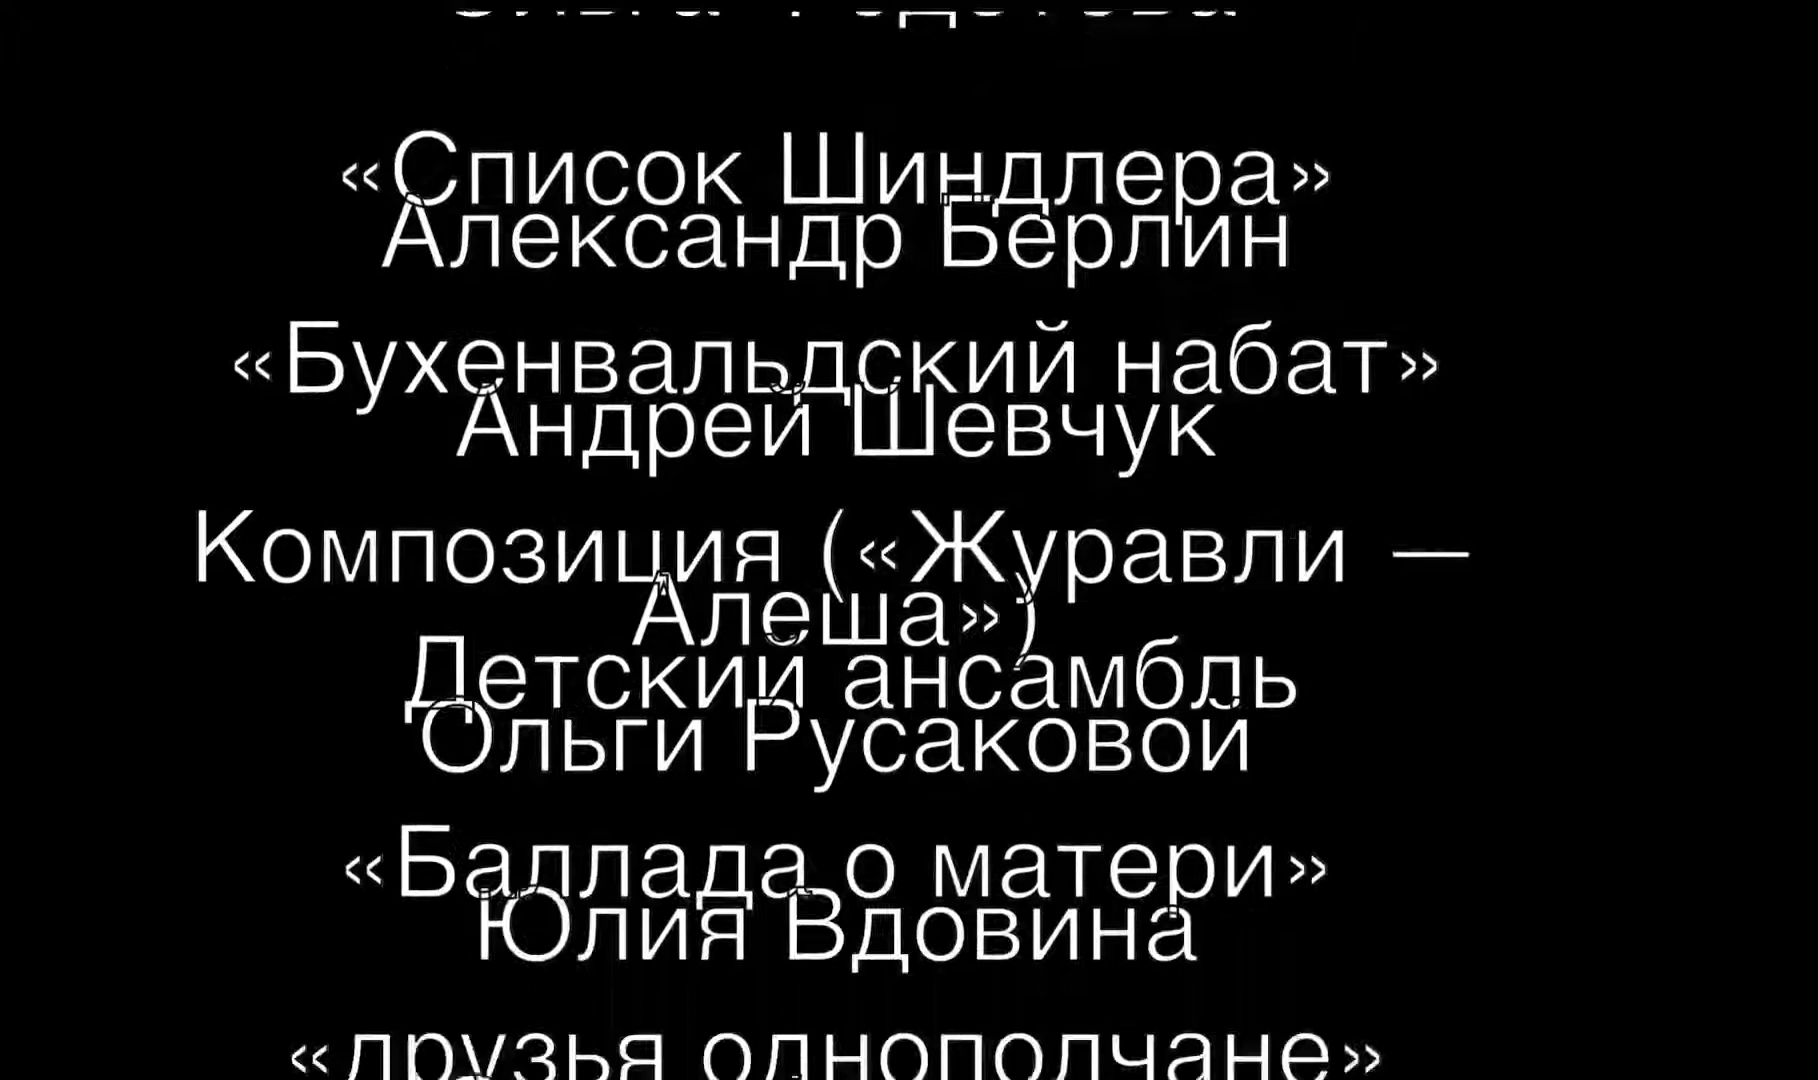 «Список Шиндлера»
Александр Берлин
«Бухенвальдский набат»
Андрей Шевчук
Композиция («Журавли —
Алеша»)
Детский ансамбль
Ольги Русаковой
«Баллада о матери»
Юлия Вдовина
«друзья однополчане»